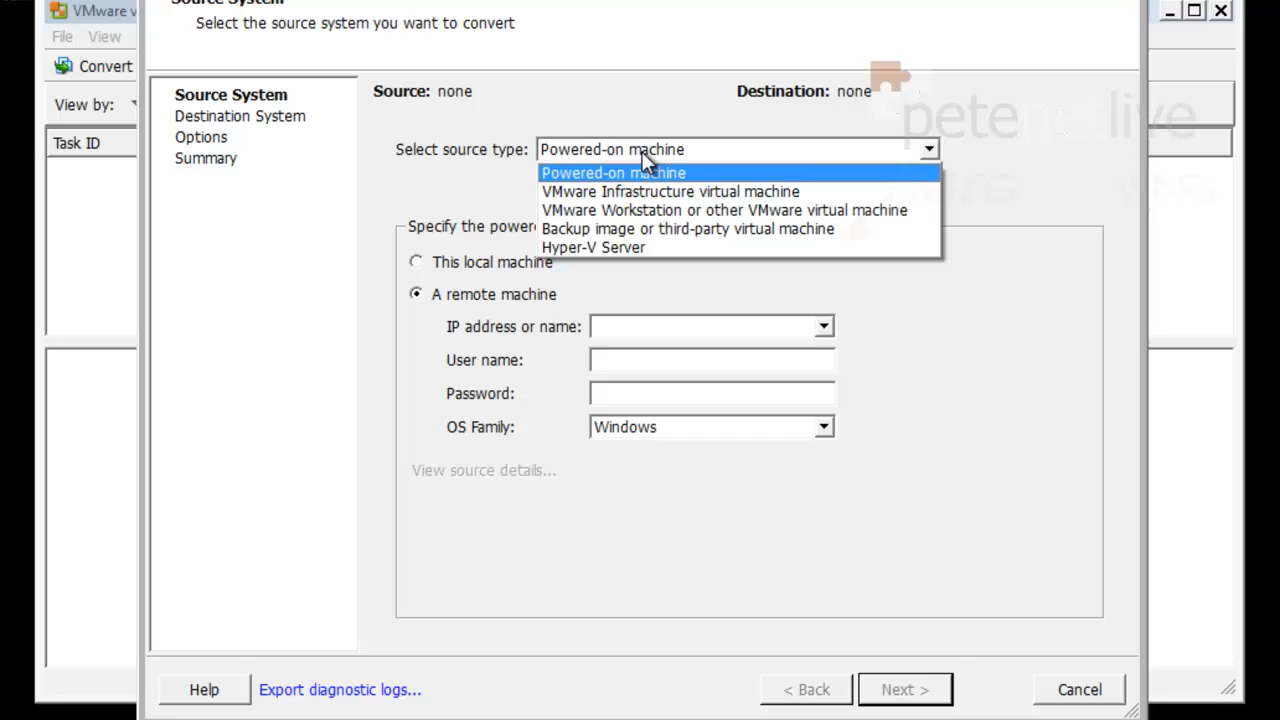 VMware v
Source System
Select the source system you want to convert
File View
Convert
View by:
Task ID
Source System
Destination System
Options
Summary
Source: none
Destination: none
petenetlive
Select source type: Powered-on machine
Powered-on machine
VMware Infrastructure virtual machine
VMware Workstation or other VMware virtual machine
Backup image or third-party virtual machine
Hyper-V Server
Specify the powere
This local machine
A remote machine
IP address or name:
User name:
Password:
OS Family: Windows
View source details...
Help
Export diagnostic logs...
< Back
Next >
Cancel